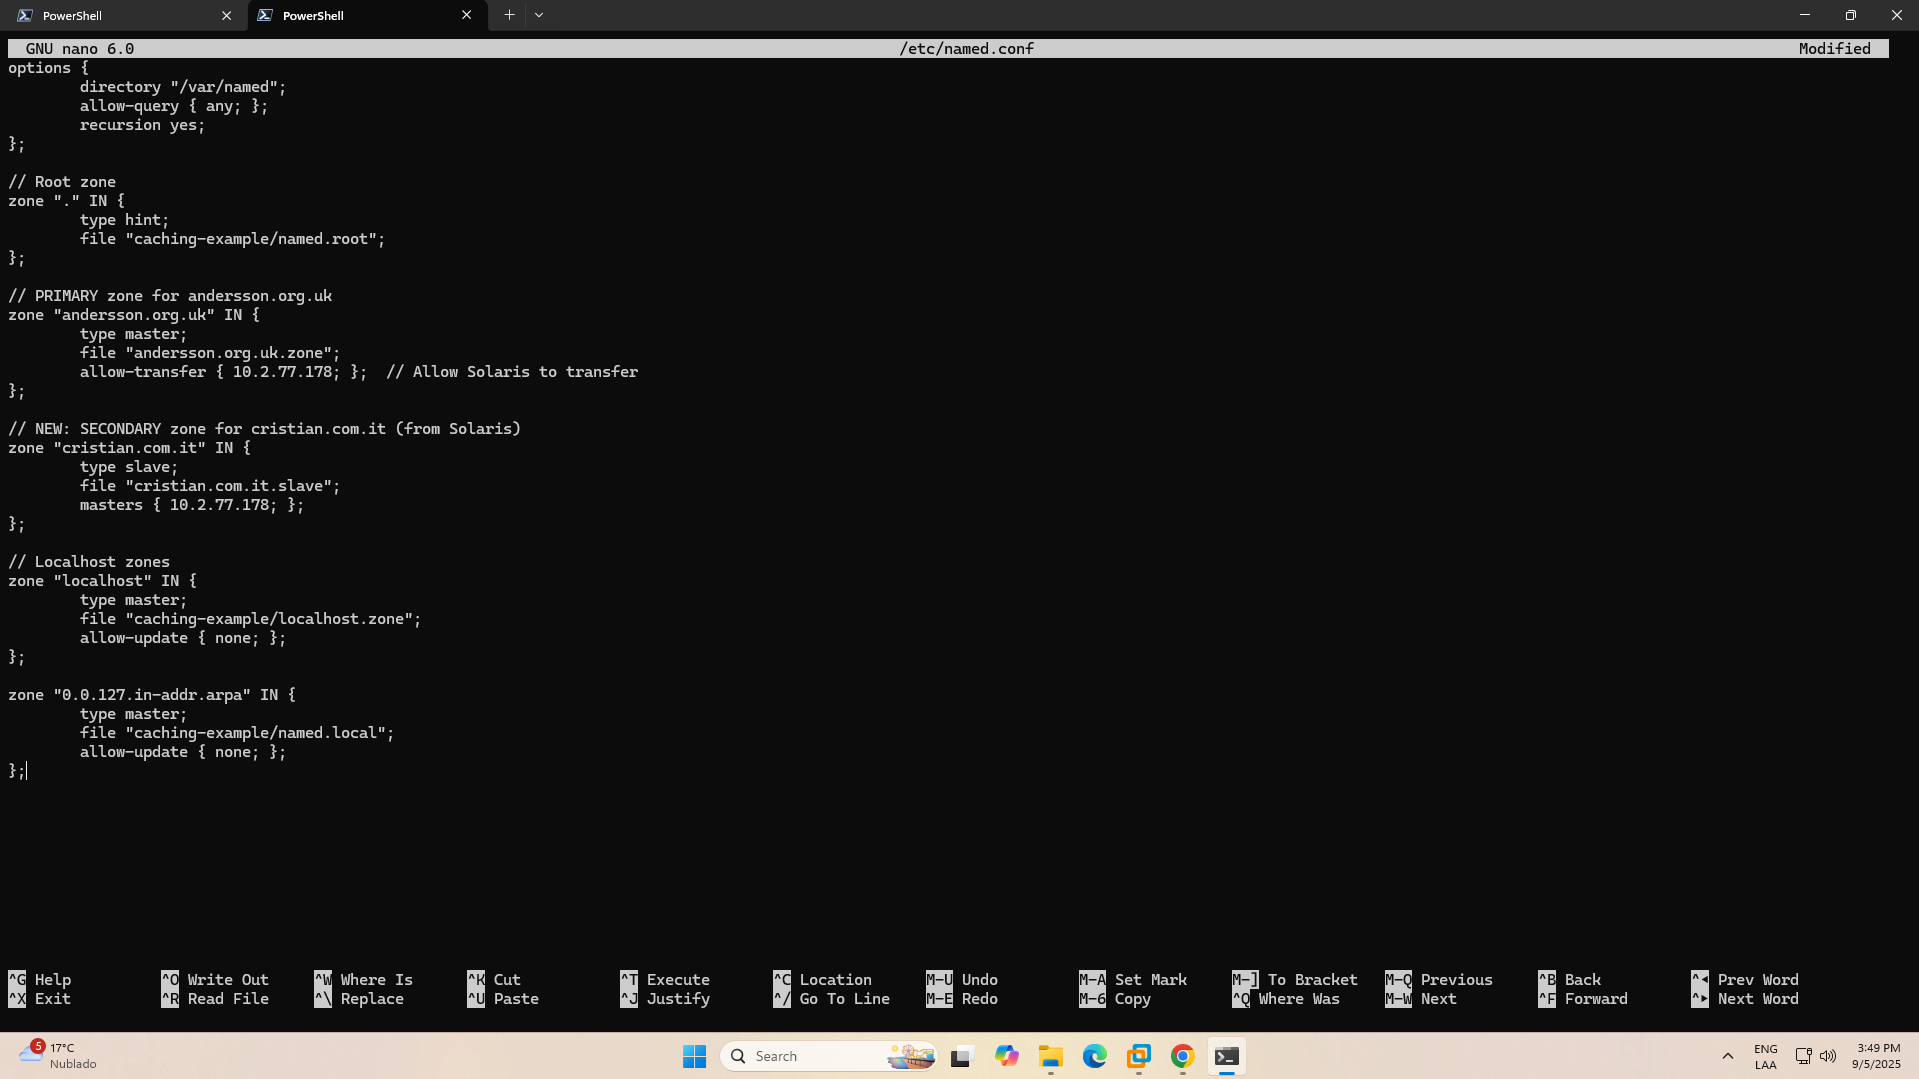 PowerShell
PowerShell
GNU nano 6.0 /etc/named.conf Modified
options {
directory "/var/named";
allow-query { any; };
recursion yes;
};
// Root zone
zone "." IN {
type hint;
file "caching-example/named.root";
};
// PRIMARY zone for andersson.org.uk
zone "andersson.org.uk" IN {
type master;
file "andersson.org.uk.zone";
allow-transfer { 10.2.77.178; };  // Allow Solaris to transfer
};
// NEW: SECONDARY zone for cristian.com.it (from Solaris)
zone "cristian.com.it" IN {
type slave;
file "cristian.com.it.slave";
masters { 10.2.77.178; };
};
// Localhost zones
zone "localhost" IN {
type master;
file "caching-example/localhost.zone";
allow-update { none; };
};
zone "0.0.127.in-addr.arpa" IN {
type master;
file "caching-example/named.local";
allow-update { none; };
};
^G Help ^O Write Out ^W Where Is ^K Cut ^T Execute ^C Location M-U Undo M-A Set Mark M-] To Bracket M-Q Previous ^B Back ^◂ Prev Word
^X Exit ^R Read File ^\ Replace ^U Paste ^J Justify ^/ Go To Line M-E Redo M-6 Copy ^Q Where Was M-W Next ^F Forward ^▸ Next Word
5
17°C
Nublado
Search
ENG
LAA
3:49 PM
9/5/2025